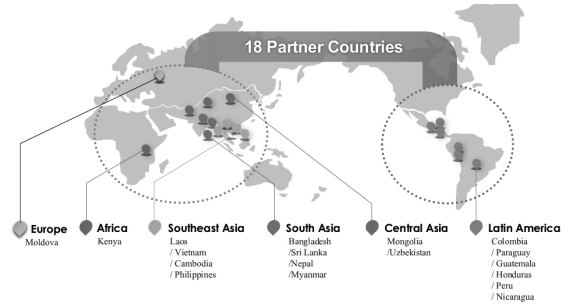 18 Partner Countries
Europe
Moldova
Africa
Kenya
Southeast Asia
Laos
/ Vietnam
/ Cambodia
/ Philippines
South Asia
Bangladesh
/Sri Lanka
/Nepal
/Myanmar
Central Asia
Mongolia
/Uzbekistan
Latin America
Colombia
/ Paraguay
/ Guatemala
/ Honduras
/ Peru
/ Nicaragua